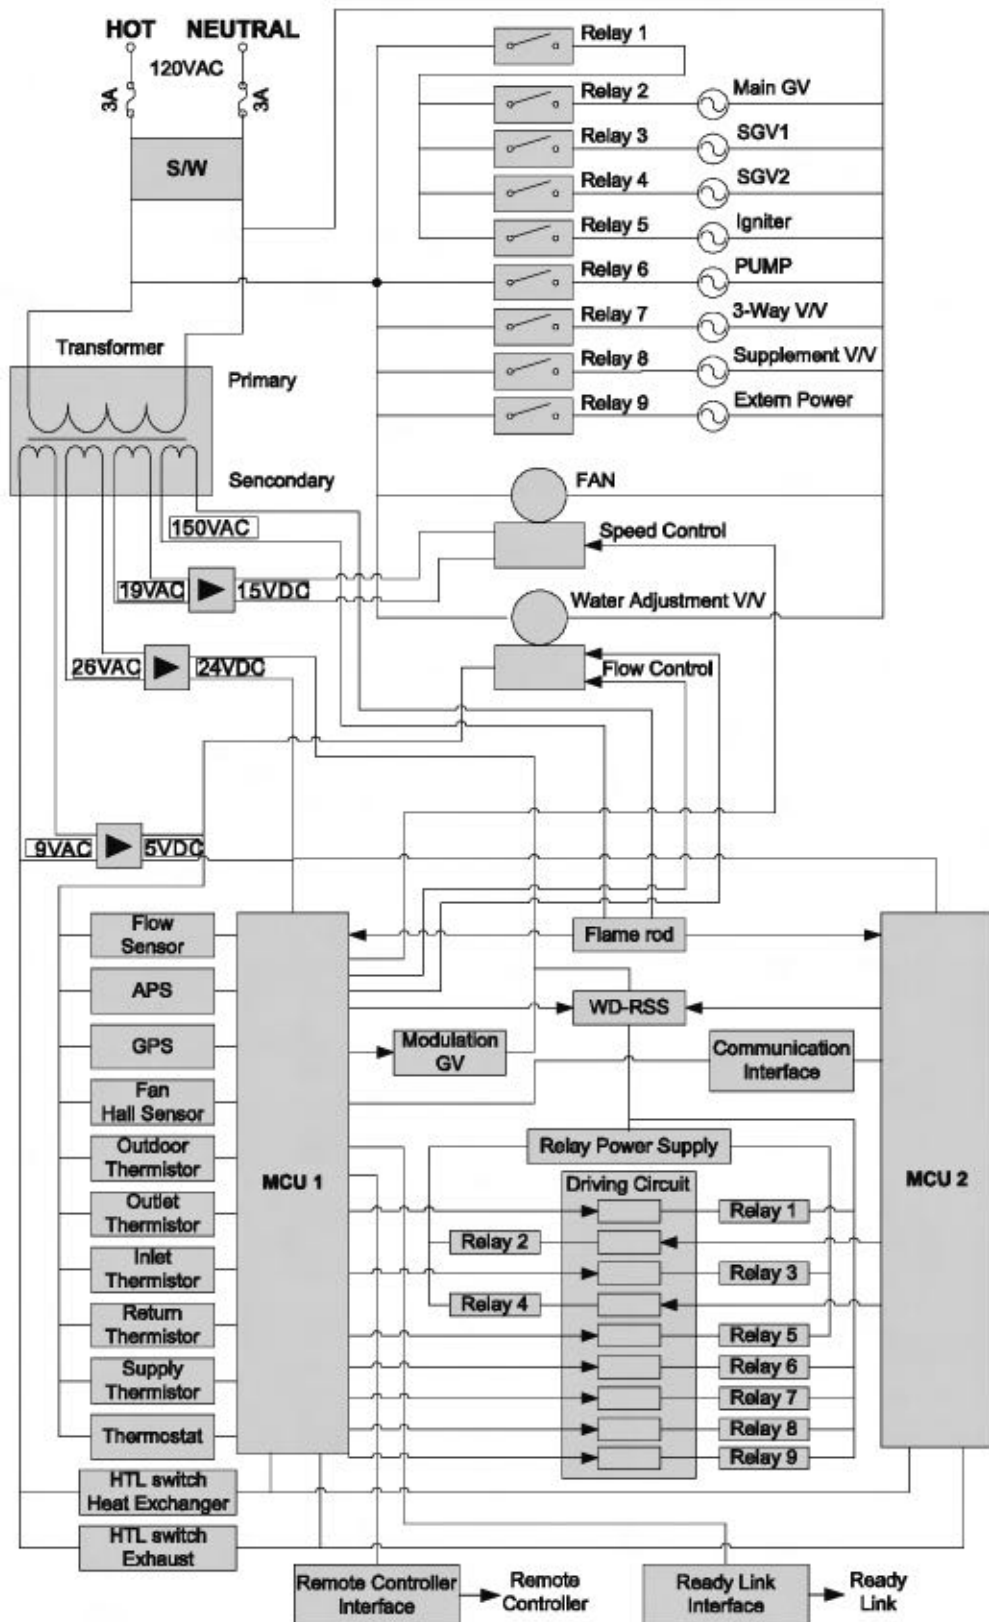 HOT NEUTRAL
120VAC
3A
3A
S/W
Relay 1
Relay 2
Main GV
Relay 3
SGV1
Relay 4
SGV2
Relay 5
Igniter
Relay 6
PUMP
Relay 7
3-Way V/V
Relay 8
Supplement V/V
Relay 9
Extern Power
Transformer
Primary
Sencondary
150VAC
19VAC
15VDC
26VAC
24VDC
9VAC
5VDC
FAN
Speed Control
Water Adjustment V/V
Flow Control
Flow
Sensor
APS
GPS
Fan
Hall Sensor
Outdoor
Thermistor
Outlet
Thermistor
Inlet
Thermistor
Return
Thermistor
Supply
Thermistor
Thermostat
HTL switch
Heat Exchanger
HTL switch
Exhaust
MCU 1
Flame rod
WD-RSS
Modulation
GV
Communication
Interface
MCU 2
Relay Power Supply
Driving Circuit
Relay 1
Relay 2
Relay 3
Relay 4
Relay 5
Relay 6
Relay 7
Relay 8
Relay 9
Remote Controller
Interface
Remote
Controller
Ready Link
Interface
Ready
Link